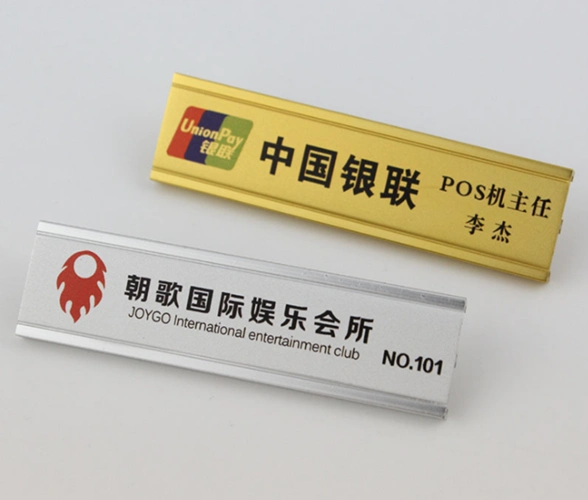 UnionPay
银联
中国银联
POS机主任
李杰
朝歌国际娱乐会所
JOYGO International entertainment club
NO.101